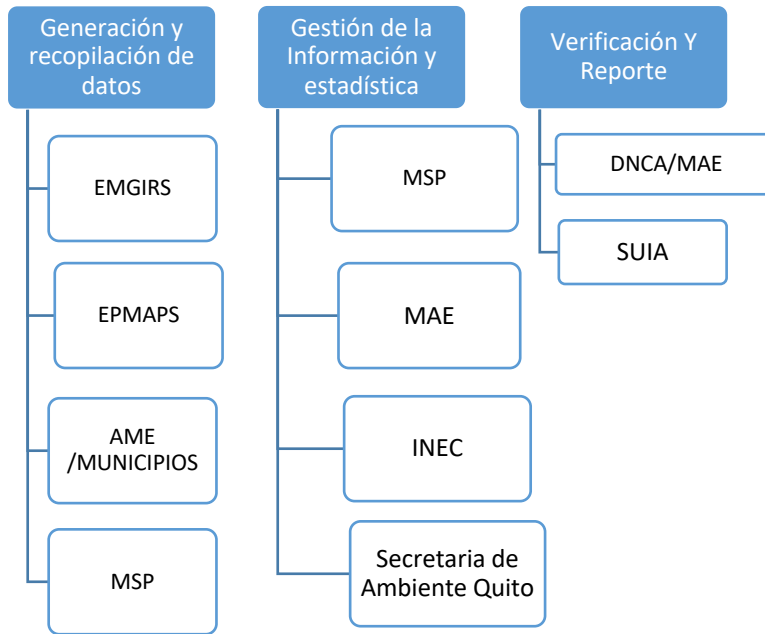 Generación y
recopilación de
datos
EMGIRS
EPMAPS
AME
/MUNICIPIOS
MSP
Gestión de la
Información y
estadística
MSP
MAE
INEC
Secretaria de
Ambiente Quito
Verificación Y
Reporte
DNCA/MAE
SUIA